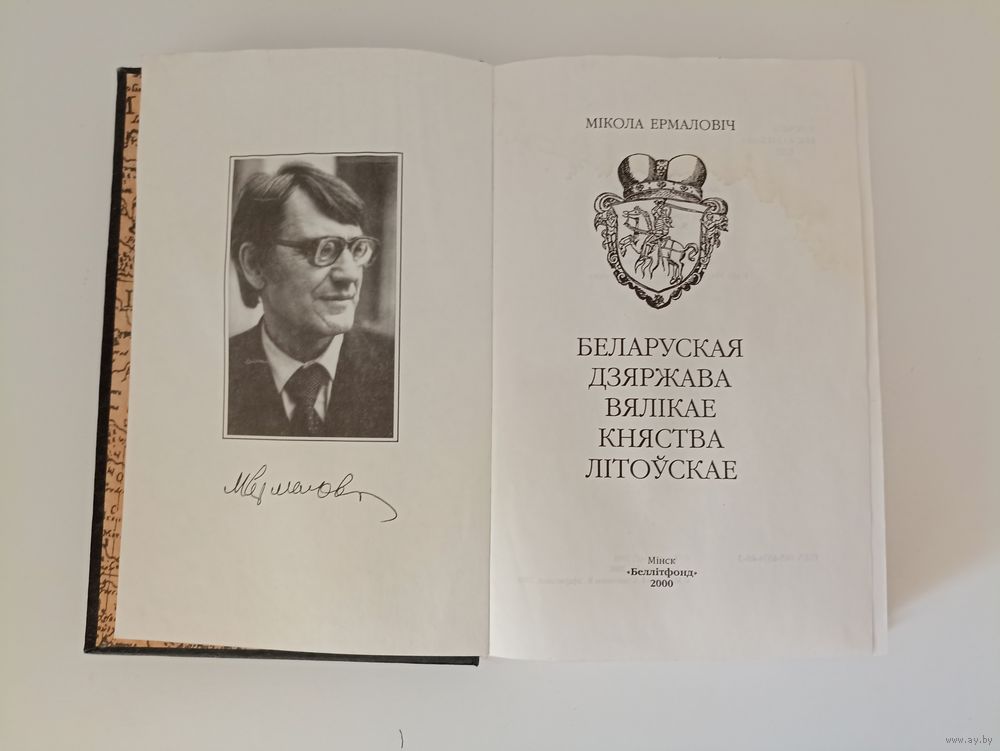 МІКОЛА ЕРМАЛОВІЧ
БЕЛАРУСКАЯ
ДЗЯРЖАВА
ВЯЛІКАЕ
КНЯСТВА
ЛІТОЎСКАЕ
Мінск
«Беллітфонд»
2000
www.ay.by